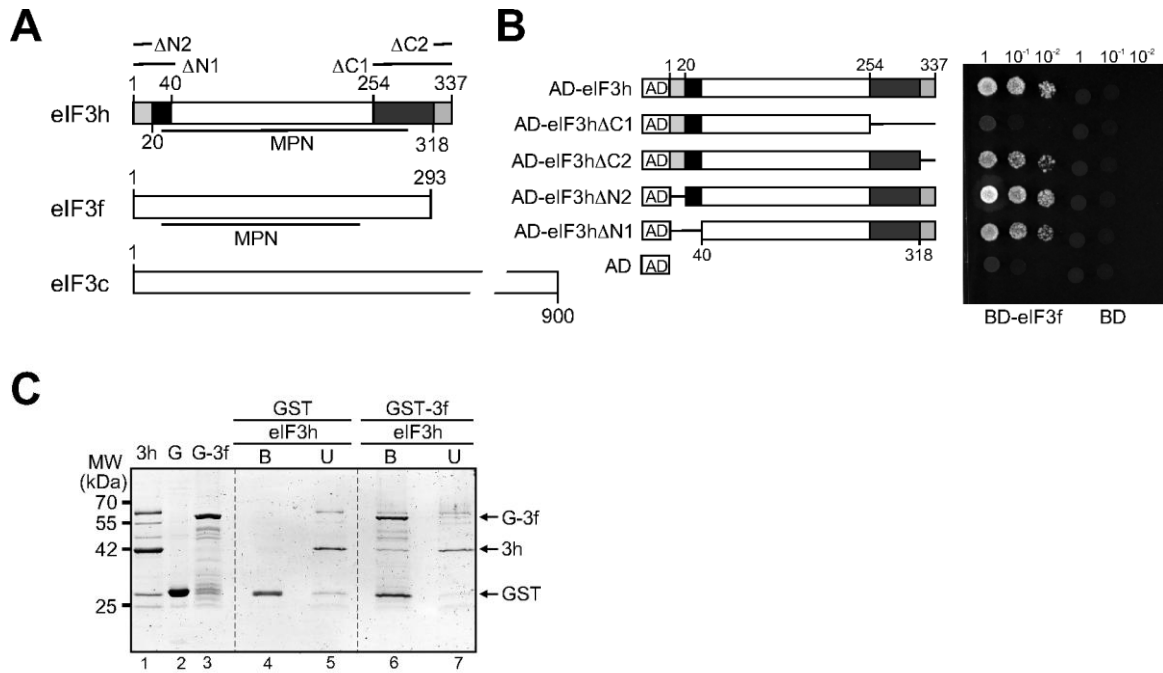 A
ΔN2
ΔC2
ΔN1
ΔC1
1 40 254 337
eIF3h
20 MPN 318
1 293
eIF3f
MPN
1
eIF3c
900
B
1 20 254 337
AD-eIF3h AD
AD-eIF3hΔC1 AD
AD-eIF3hΔC2 AD
AD-eIF3hΔN2 AD
AD-eIF3hΔN1 AD
40 318
AD AD
1 10⁻¹ 10⁻² 1 10⁻¹ 10⁻²
BD-eIF3f BD
C
GST GST-3f
eIF3h eIF3h
3h G G-3f B U B U
MW
(kDa)
70
55
42
25
G-3f
3h
GST
1 2 3 4 5 6 7